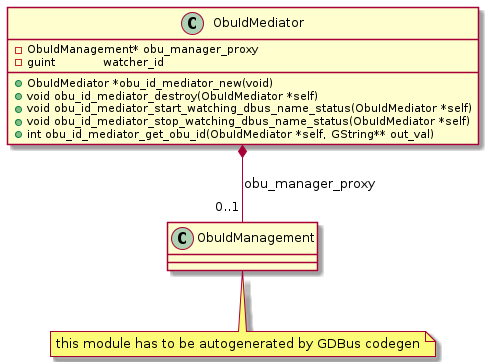 C ObuIdMediator
ObuIdManagement* obu_manager_proxy
guint watcher_id
ObuIdMediator *obu_id_mediator_new(void)
void obu_id_mediator_destroy(ObuIdMediator *self)
void obu_id_mediator_start_watching_dbus_name_status(ObuIdMediator *self)
void obu_id_mediator_stop_watching_dbus_name_status(ObuIdMediator *self)
int obu_id_mediator_get_obu_id(ObuIdMediator *self, GString** out_val)
obu_manager_proxy
0..1
C ObuIdManagement
this module has to be autogenerated by GDBus codegen